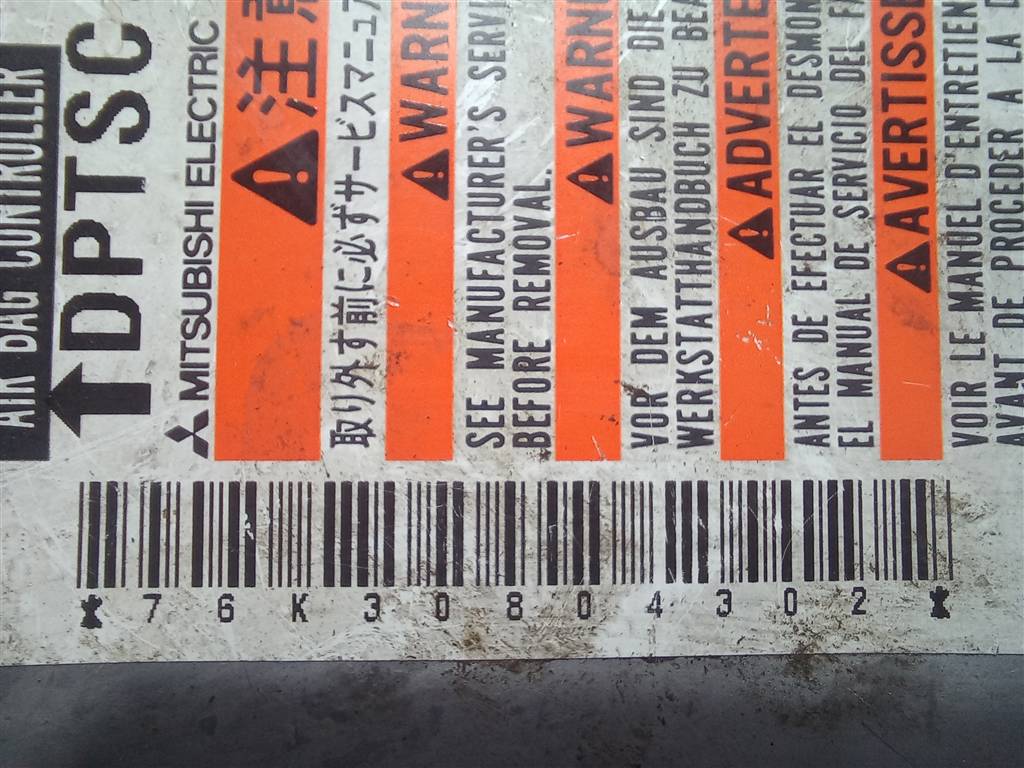 AIR BAG CONTROLLER
DPTSC
MITSUBISHI ELECTRIC
注意
取り外す前に必ずサービスマニュア
WARN
SEE MANUFACTURER'S SERVI
BEFORE REMOVAL.
WARN
VOR DEM AUSBAU SIND DIE
WERKSTATTHANDBUCH ZU BEA
ADVERTE
ANTES DE EFECTUAR EL DESMON
EL MANUAL DE SERVICIO DEL FA
AVERTISSE
VOIR LE MANUEL D'ENTRETIEN
AVANT DE PROCEDER A LA D
*76K30804302*